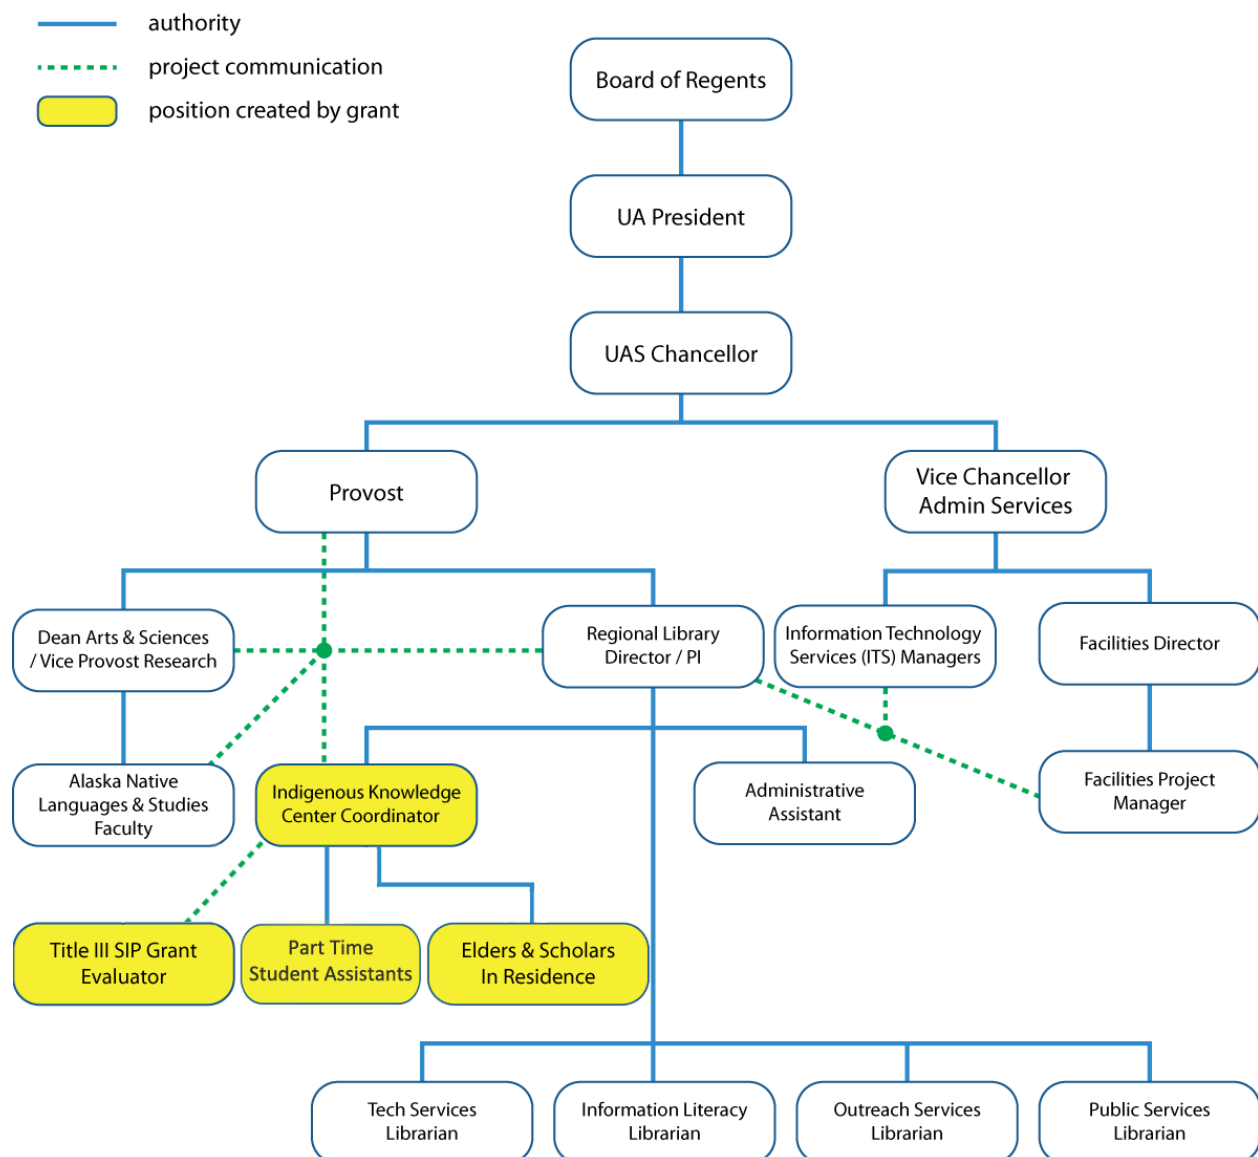 authority
project communication
position created by grant
Board of Regents
UA President
UAS Chancellor
Provost
Vice Chancellor
Admin Services
Dean Arts & Sciences
/ Vice Provost Research
Regional Library
Director / PI
Information Technology
Services (ITS) Managers
Facilities Director
Alaska Native
Languages & Studies
Faculty
Indigenous Knowledge
Center Coordinator
Administrative
Assistant
Facilities Project
Manager
Title III SIP Grant
Evaluator
Part Time
Student Assistants
Elders & Scholars
In Residence
Tech Services
Librarian
Information Literacy
Librarian
Outreach Services
Librarian
Public Services
Librarian